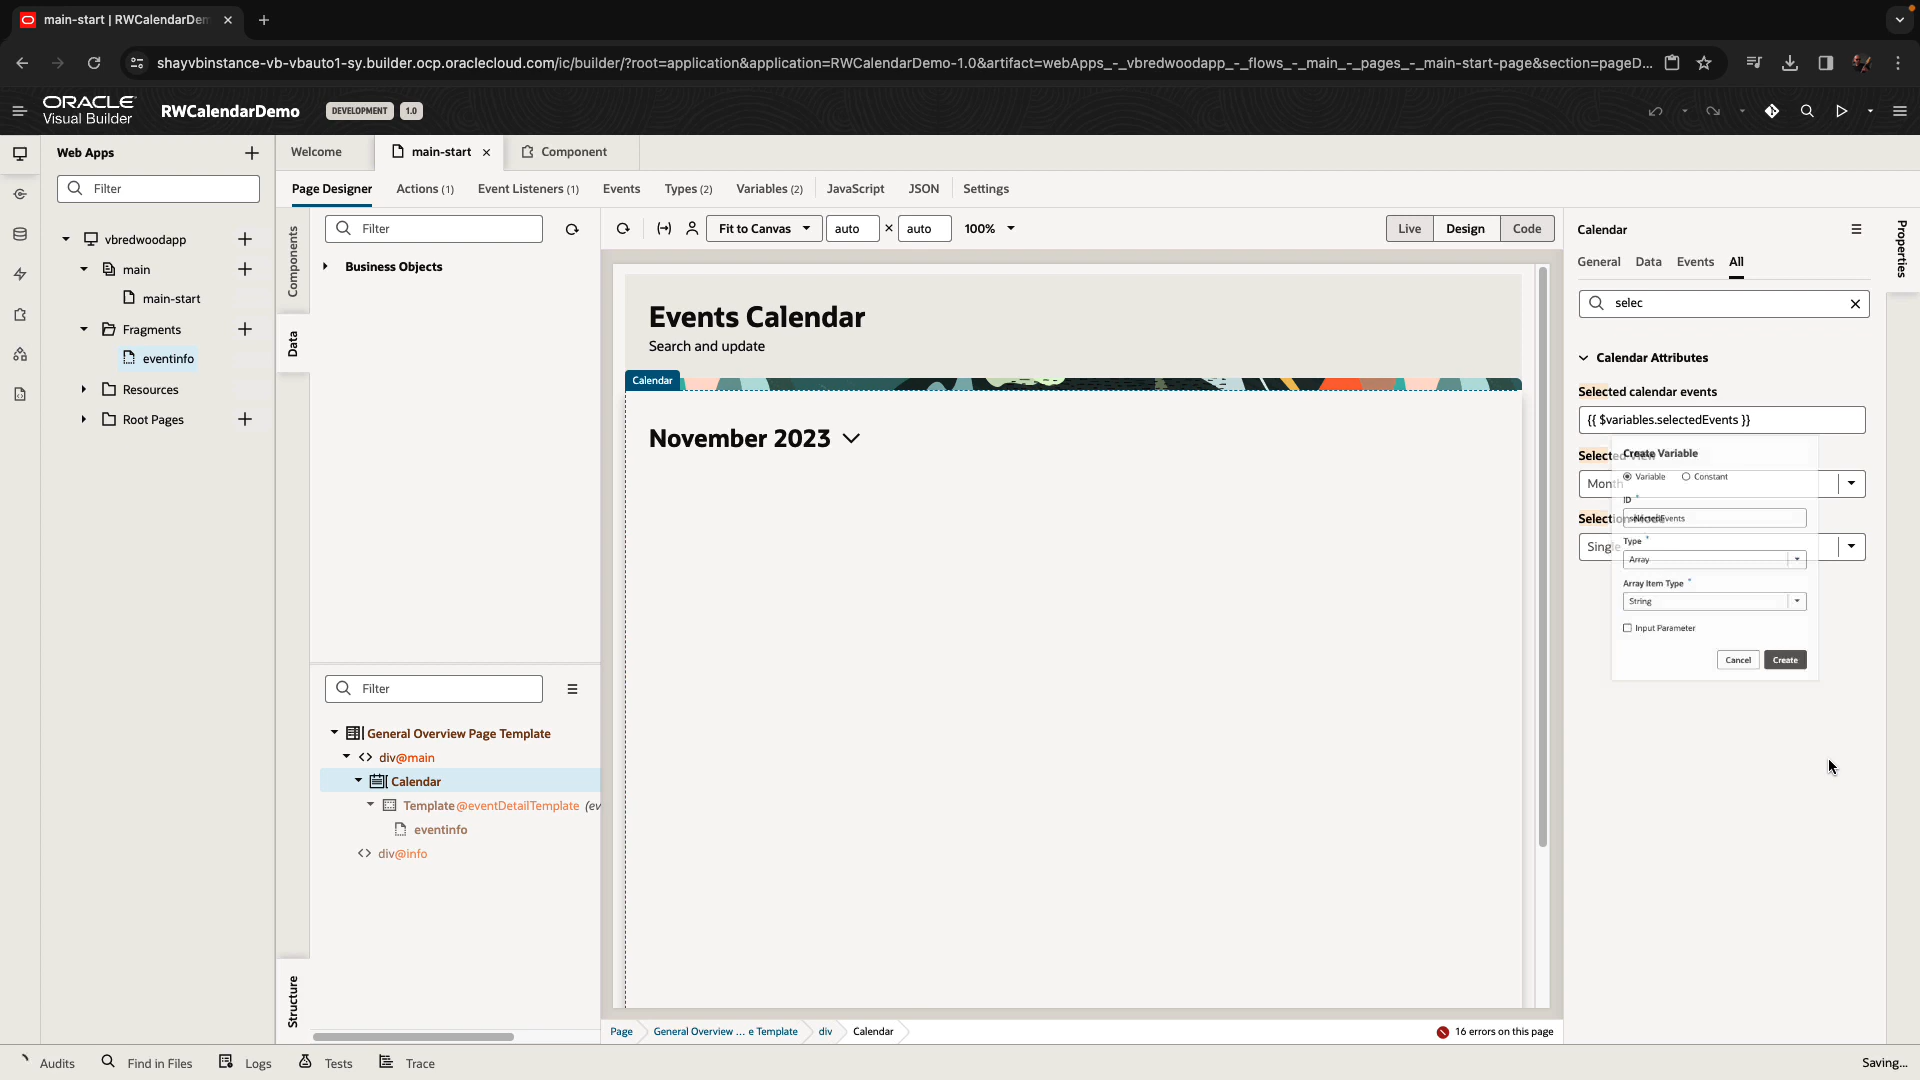 main-start | RWCalendarDem
shayvbinstance-vb-vbauto1-sy.builder.ocp.oraclecloud.com/ic/builder/?root=application&application=RWCalendarDemo-1.0&artifact=webApps_-_vbredwoodapp_-_flows_-_main_-_pages_-_main-start-page&section=pageD...
ORACLE
Visual Builder
RWCalendarDemo
DEVELOPMENT
1.0
Web Apps
Filter
vbredwoodapp
main
main-start
Fragments
eventinfo
Resources
Root Pages
Welcome
main-start
Component
Page Designer
Actions (1)
Event Listeners (1)
Events
Types (2)
Variables (2)
JavaScript
JSON
Settings
Components
Data
Structure
Filter
Business Objects
Filter
General Overview Page Template
div@main
Calendar
Template@eventDetailTemplate (ev
eventinfo
div@info
Fit to Canvas
auto
×
auto
100%
Live
Design
Code
Events Calendar
Search and update
Calendar
November 2023
Page
General Overview ... e Template
div
Calendar
16 errors on this page
Calendar
Properties
General
Data
Events
All
selec
Calendar Attributes
Selected calendar events
{{ $variables.selectedEvents }}
Selected View
Month
Selection Mode
Single
Create Variable
Variable
Constant
ID *
selectedEvents
Type *
Array
Array Item Type *
String
Input Parameter
Cancel
Create
Audits
Find in Files
Logs
Tests
Trace
Saving...